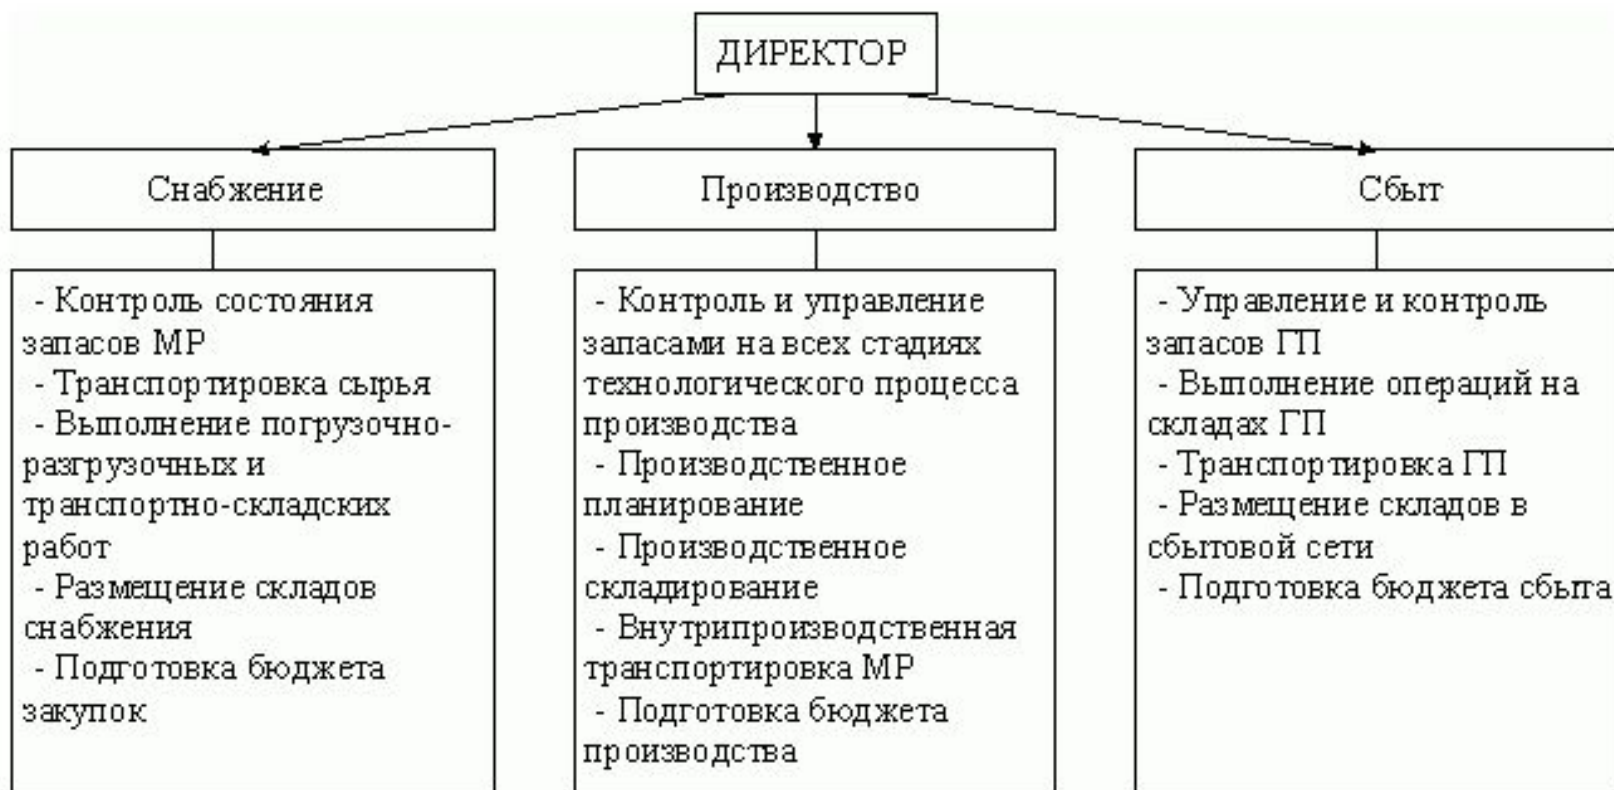 ДИРЕКТОР
Снабжение
- Контроль состояния
запасов МР
- Транспортировка сырья
- Выполнение погрузочно-
разгрузочных и
транспортно-складских
работ
- Размещение складов
снабжения
- Подготовка бюджета
закупок
Производство
- Контроль и управление
запасами на всех стадиях
технологического процесса
производства
- Производственное
планирование
- Производственное
складирование
- Внутрипроизводственная
транспортировка МР
- Подготовка бюджета
производства
Сбыт
- Управление и контроль
запасов ГП
- Выполнение операций на
складах ГП
- Транспортировка ГП
- Размещение складов в
сбытовой сети
- Подготовка бюджета сбыта